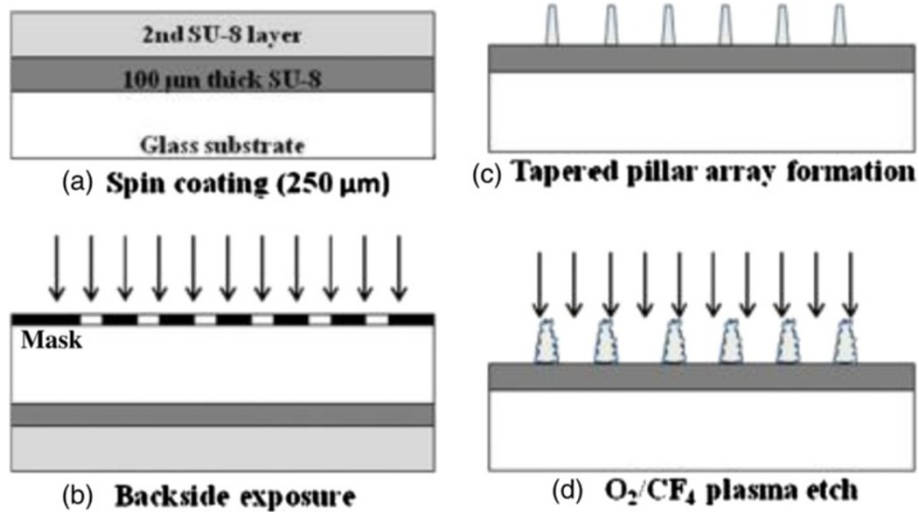 2nd SU-8 layer
100 µm thick SU-8
Glass substrate
(a) Spin coating (250 µm)
Mask
(b) Backside exposure
(c) Tapered pillar array formation
(d) O₂/CF₄ plasma etch